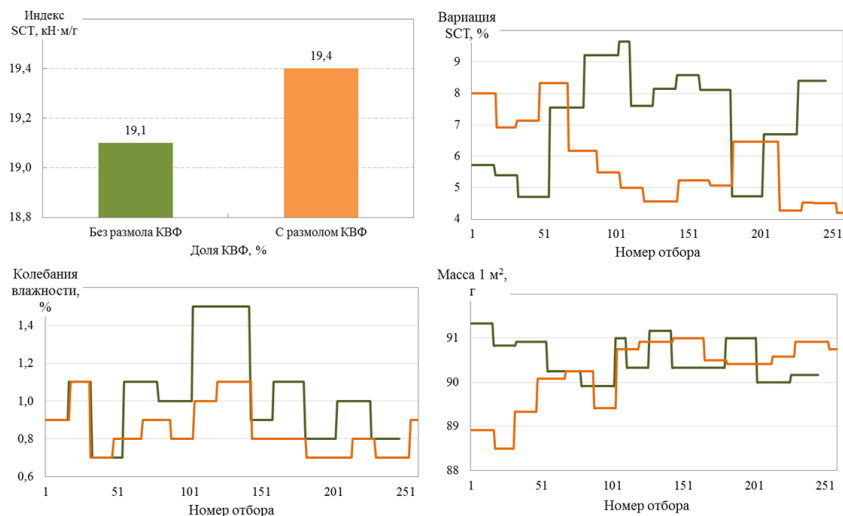 Индекс
SCT, кН·м/г
19,4
19,2
19,0
18,8
19,1
19,4
Без размола КВФ
С размолом КВФ
Доля КВФ, %
Вариация
SCT, %
9
8
7
6
5
4
1 51 101 151 201 251
Номер отбора
Колебания
влажности,
%
1,4
1,2
1,0
0,8
0,6
1 51 101 151 201 251
Номер отбора
Масса 1 м²,
г
91
90
89
88
1 51 101 151 201 251
Номер отбора